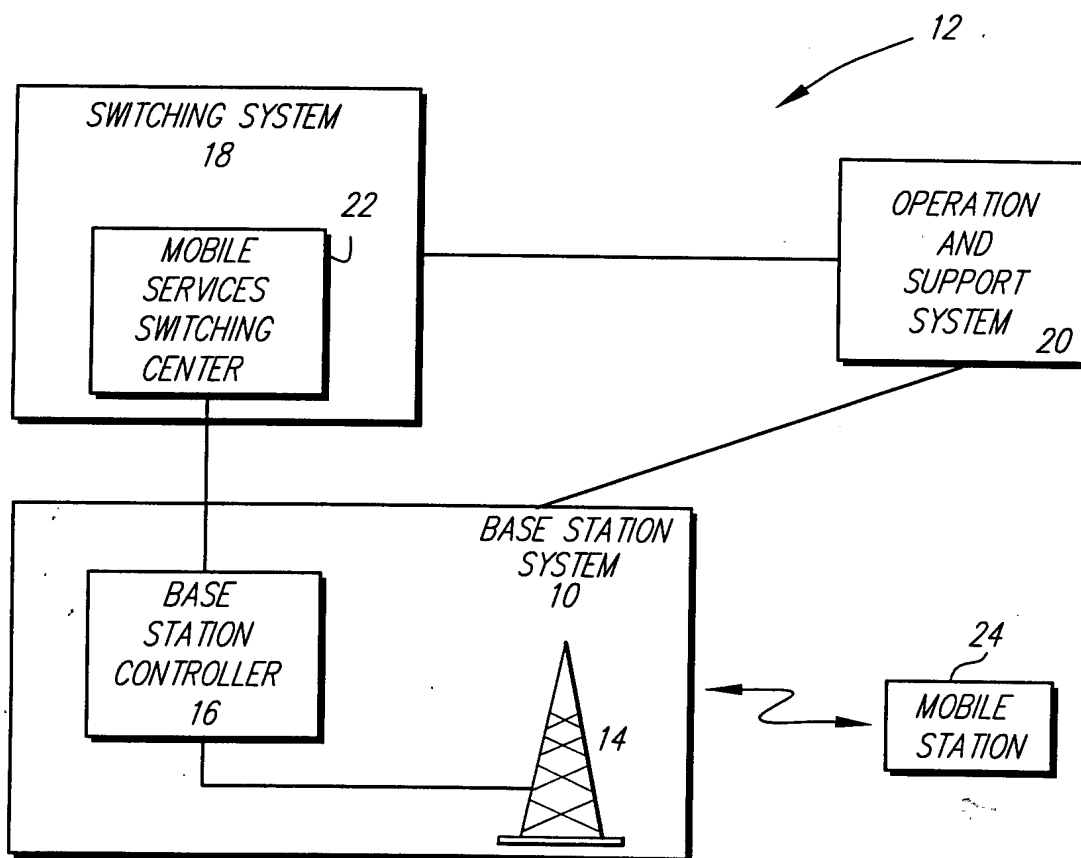 12
SWITCHING SYSTEM
18
22
MOBILE
SERVICES
SWITCHING
CENTER
OPERATION
AND
SUPPORT
SYSTEM
20
BASE STATION
SYSTEM
10
BASE
STATION
CONTROLLER
16
14
24
MOBILE
STATION